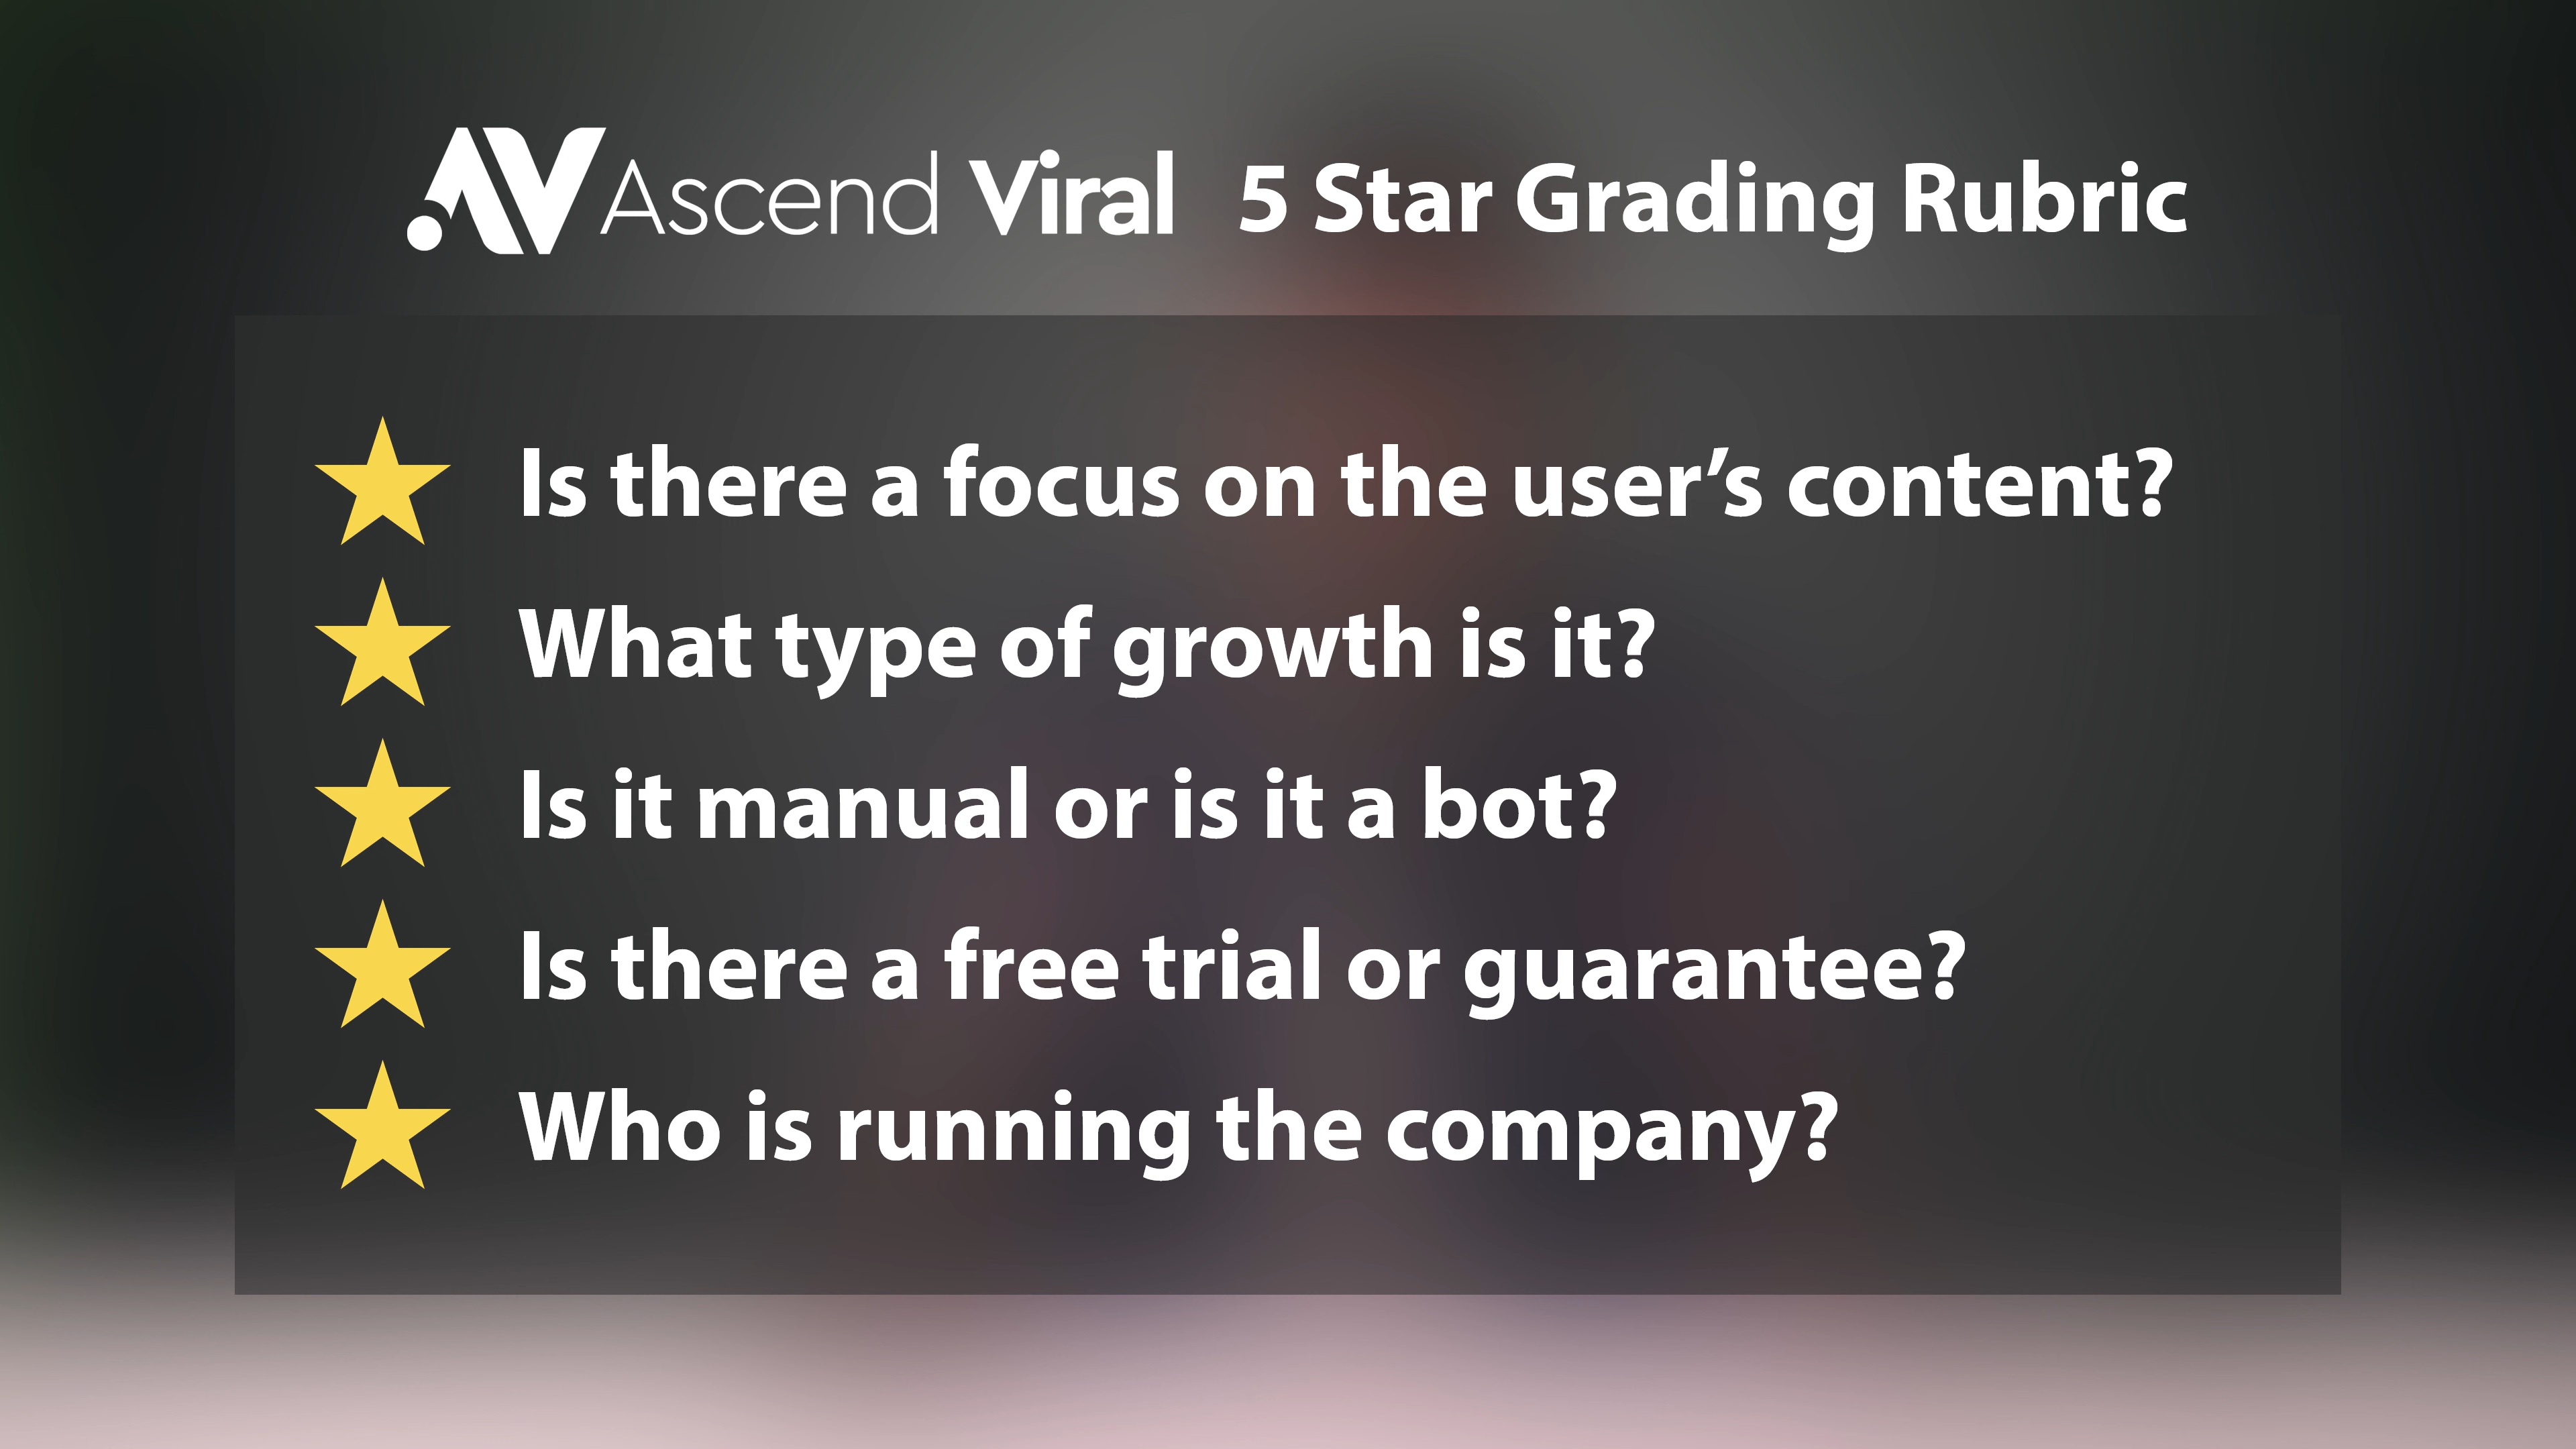 AV Ascend Viral 5 Star Grading Rubric
Is there a focus on the user’s content?
What type of growth is it?
Is it manual or is it a bot?
Is there a free trial or guarantee?
Who is running the company?